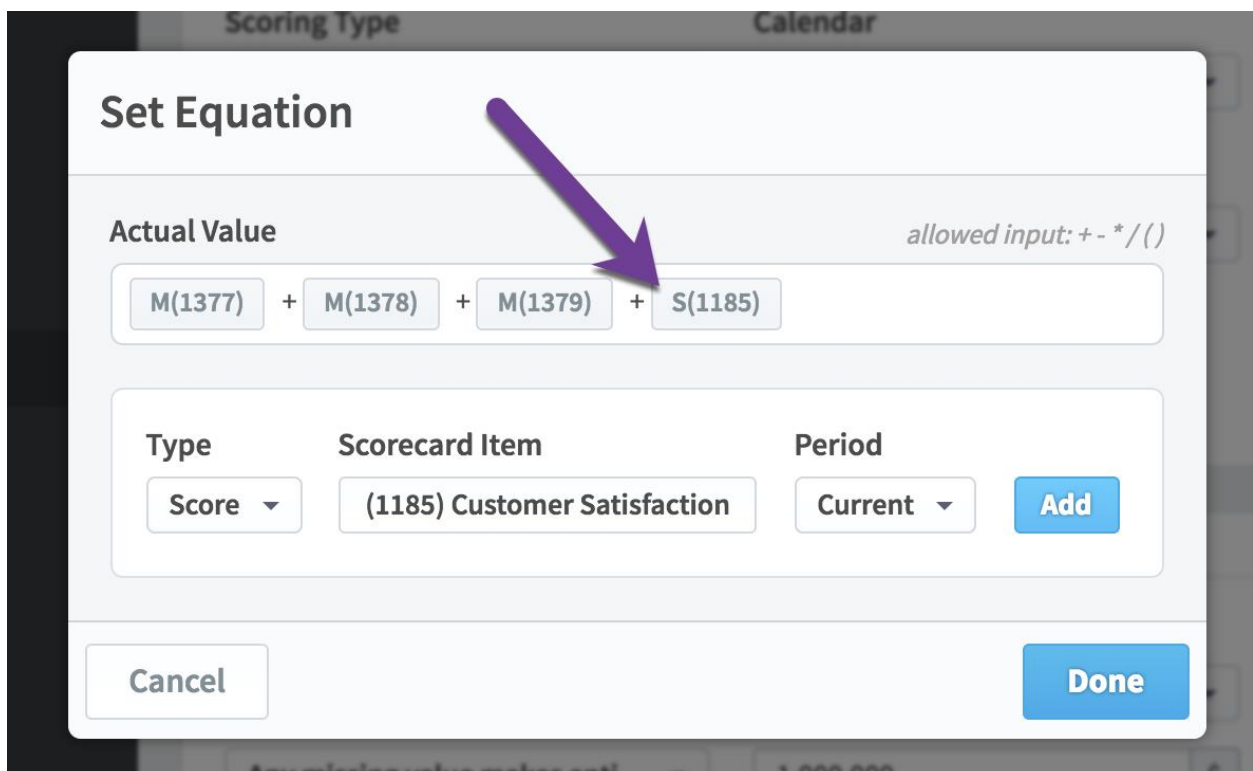 Scoring Type Calendar
Set Equation
Actual Value allowed input: + - * / ( )
M(1377) + M(1378) + M(1379) + S(1185)
Type Scorecard Item Period
Score (1185) Customer Satisfaction Current Add
Cancel Done